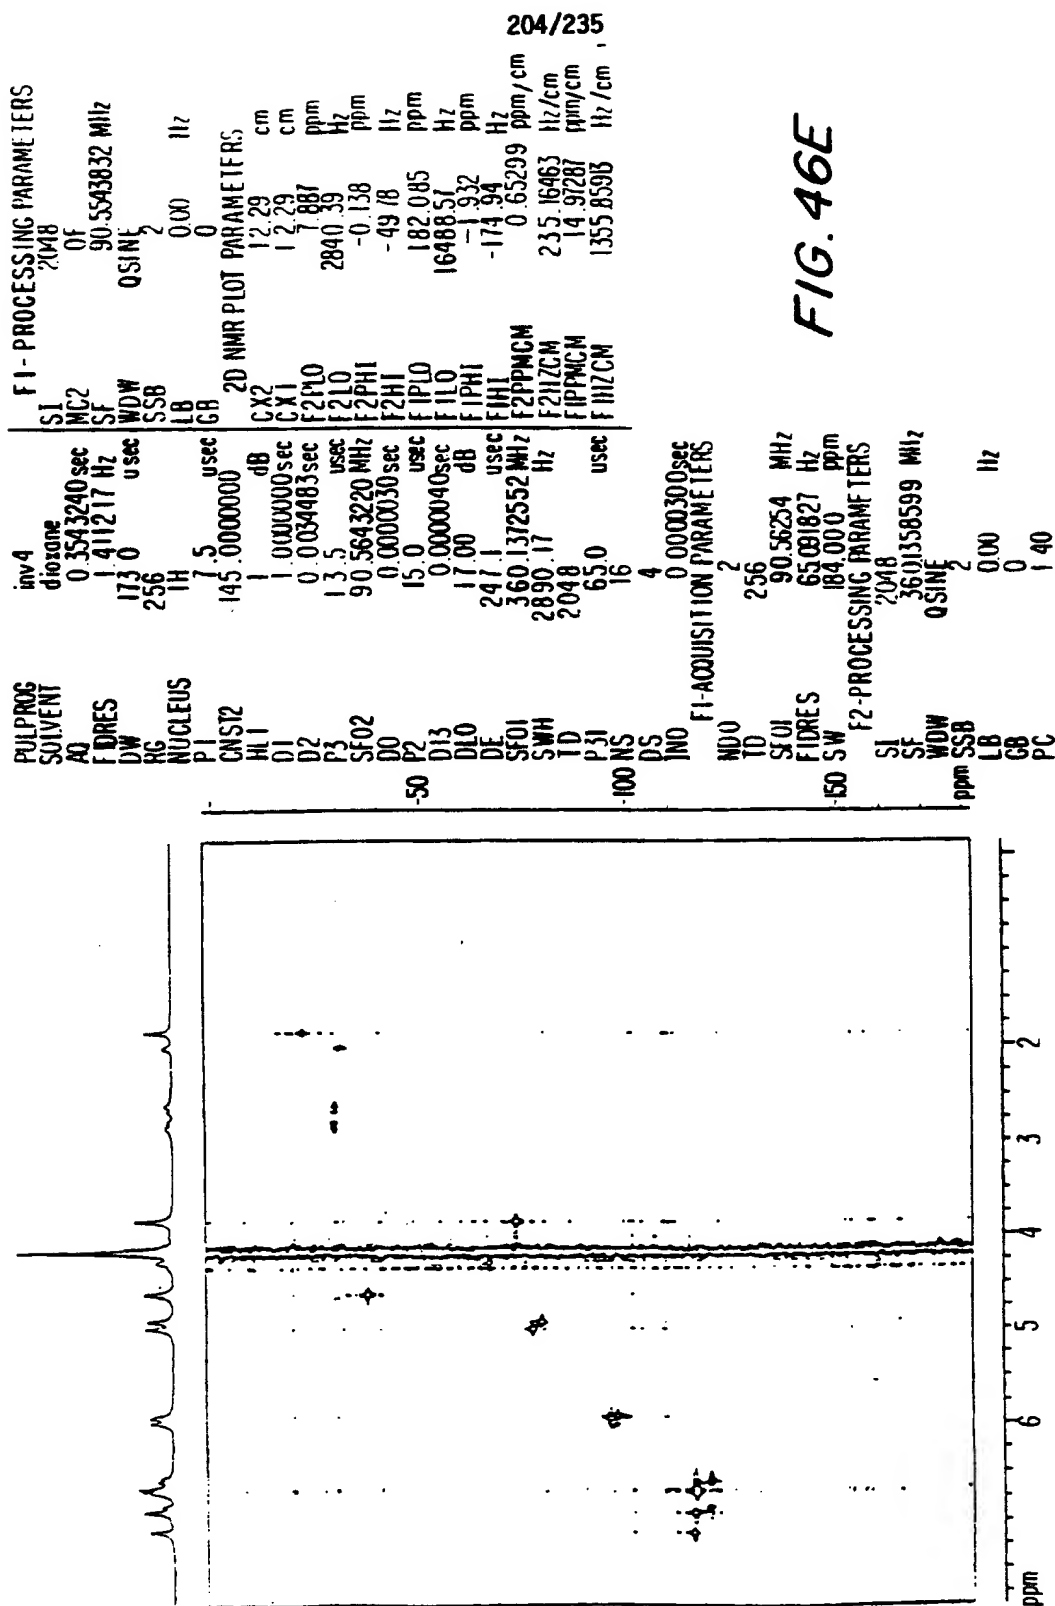 204/235
PULPROG inv4
SOLVENT dioxane
AQ 0.3543240 sec
FIDRES 1.411217 Hz
DW 173.0 usec
RG 256
NUCLEUS 1H
P1 7.5 usec
CNST2 145.0000000
HL1 1 dB
D1 1.0000000 sec
D2 0.0034483 sec
P3 13.5 usec
SFO2 90.5643220 MHz
D0 0.0000030 sec
P2 15.0 usec
D13 0.0000040 sec
DL0 17.00 dB
DE 247.1 usec
SFO1 360.1372552 MHz
SWH 2890.17 Hz
TD 2048
P31 65.0 usec
NS 16
DS 4
IN0 0.0000300 sec
F1-ACQUISITION PARAMETERS
ND0 2
TD 256
SFO1 90.56254 MHz
FIDRES 65.091827 Hz
SW 184.000 ppm
F2-PROCESSING PARAMETERS
SI 2048
SF 360.1358599 MHz
WDW QSINE
SSB 2
LB 0.00 Hz
GB 0
PC 1.40
F1-PROCESSING PARAMETERS
SI 2048
MC2 QF
SF 90.5543832 MHz
WDW QSINE
SSB 2
LB 0.00 Hz
GB 0
2D NMR PLOT PARAMETERS
CX2 12.29 cm
CX1 12.29 cm
F2PLO 7.887 ppm
F2LO 2840.39 Hz
F2PHI -0.138 ppm
F2HI -49.78 Hz
F1PLO 182.085 ppm
F1LO 16488.57 Hz
F1PHI -1.932 ppm
F1HI -174.94 Hz
F2PPMCM 0.65299 ppm/cm
F2HZCM 235.16463 Hz/cm
F1PPMCM 14.97287 ppm/cm
F1HZCM 1355.85913 Hz/cm
FIG. 46E
50
100
150
ppm
ppm 6 5 4 3 2